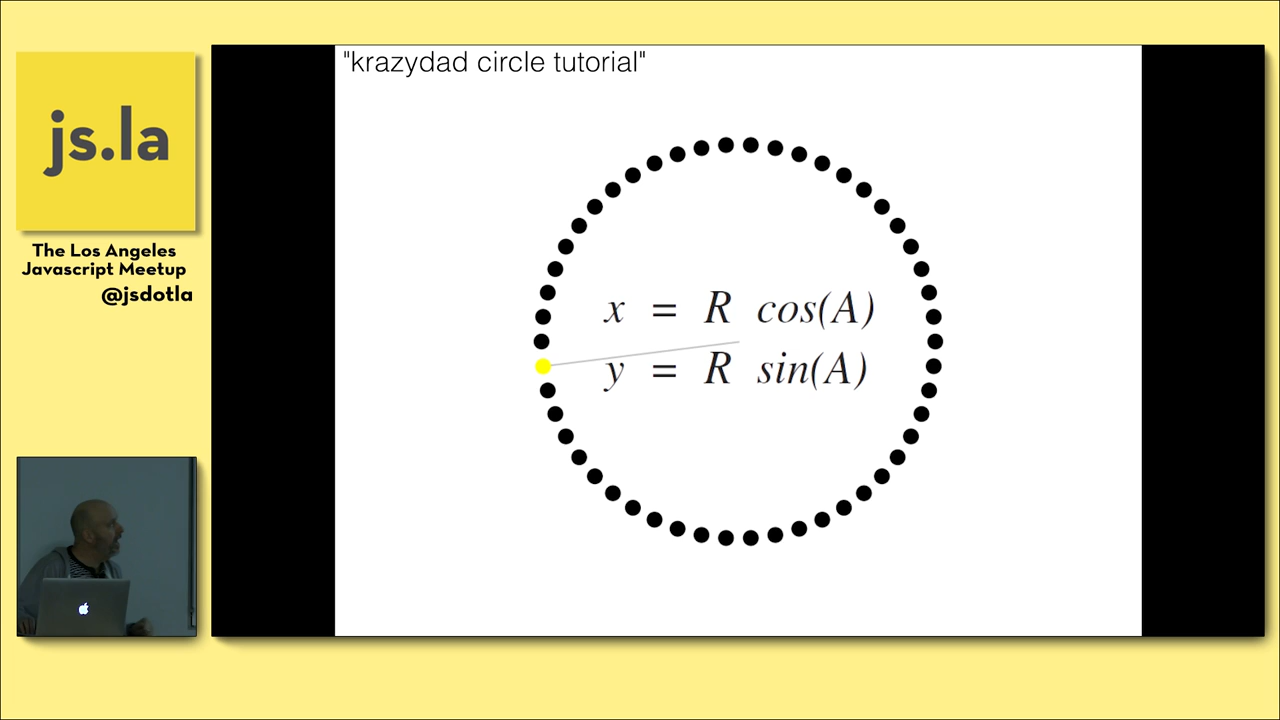 "krazydad circle tutorial"
js.la
The Los Angeles
Javascript Meetup
@jsdotla
x = R cos(A)
y = R sin(A)